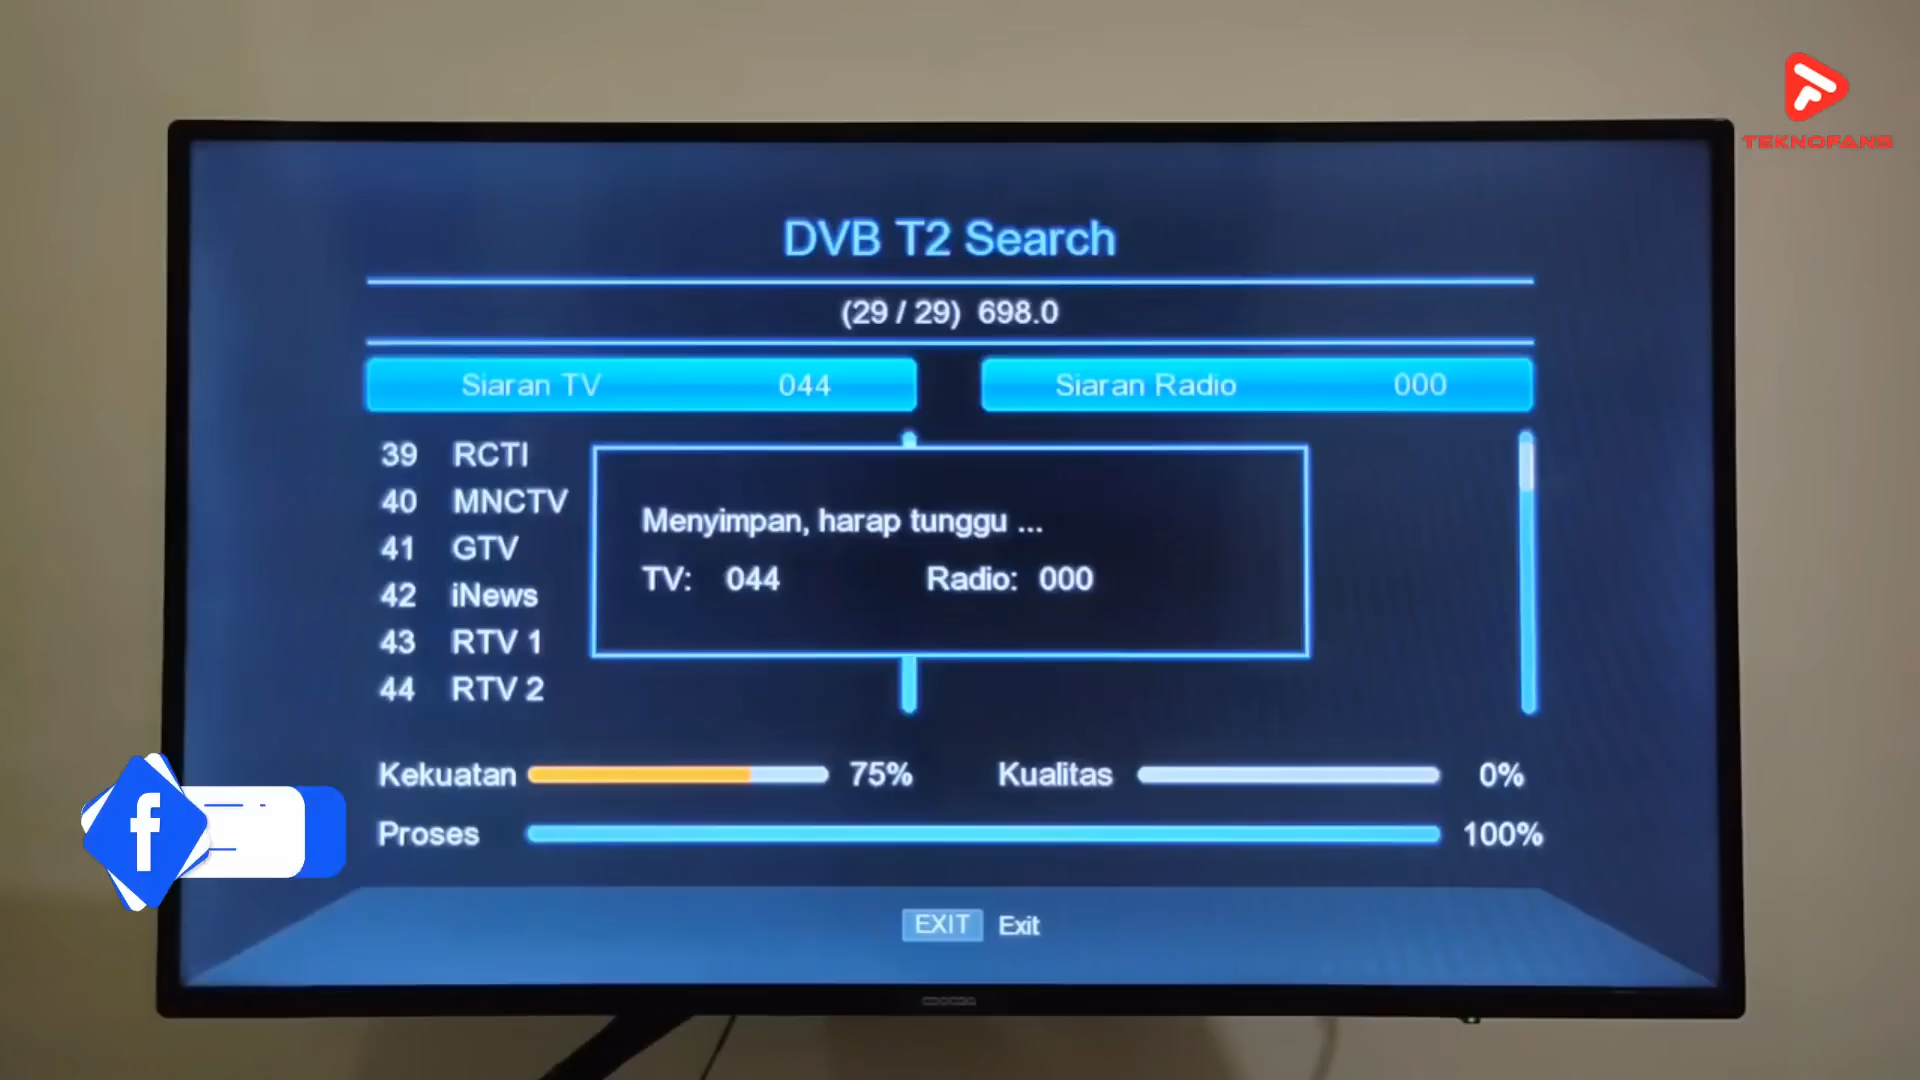 TEKNOFANS
DVB T2 Search
(29 / 29) 698.0
Siaran TV 044
Siaran Radio 000
39 RCTI
40 MNCTV
41 GTV
42 iNews
43 RTV 1
44 RTV 2
Menyimpan, harap tunggu ...
TV: 044 Radio: 000
Kekuatan 75% Kualitas 0%
Proses 100%
EXIT Exit
coocaa